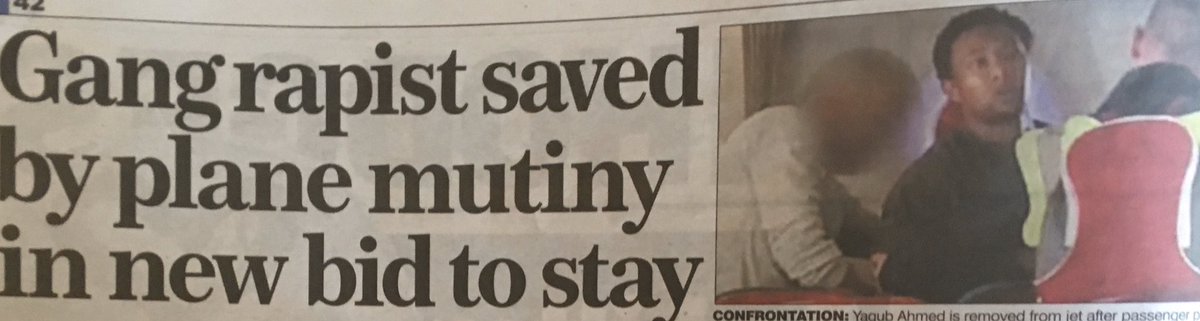 42
Gang rapist saved
by plane mutiny
in new bid to stay
CONFRONTATION: Yaqub Ahmed is removed from jet after passenger